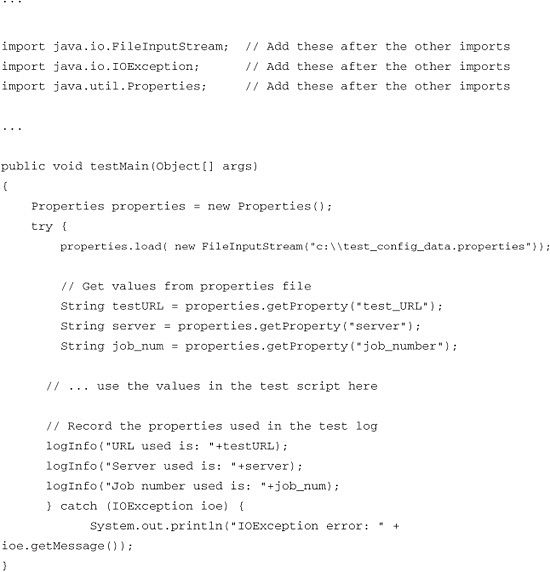 ...
import java.io.FileInputStream;  // Add these after the other imports
import java.io.IOException;      // Add these after the other imports
import java.util.Properties;     // Add these after the other imports
...
public void testMain(Object[] args)
{
    Properties properties = new Properties();
    try {
        properties.load( new FileInputStream("c:\\test_config_data.properties"));
        // Get values from properties file
        String testURL = properties.getProperty("test_URL");
        String server = properties.getProperty("server");
        String job_num = properties.getProperty("job_number");
      // ... use the values in the test script here
      // Record the properties used in the test log
      logInfo("URL used is: "+testURL);
      logInfo("Server used is: "+server);
      logInfo("Job number used is: "+job_num);
      } catch (IOException ioe) {
            System.out.println("IOException error: " +
ioe.getMessage());
}